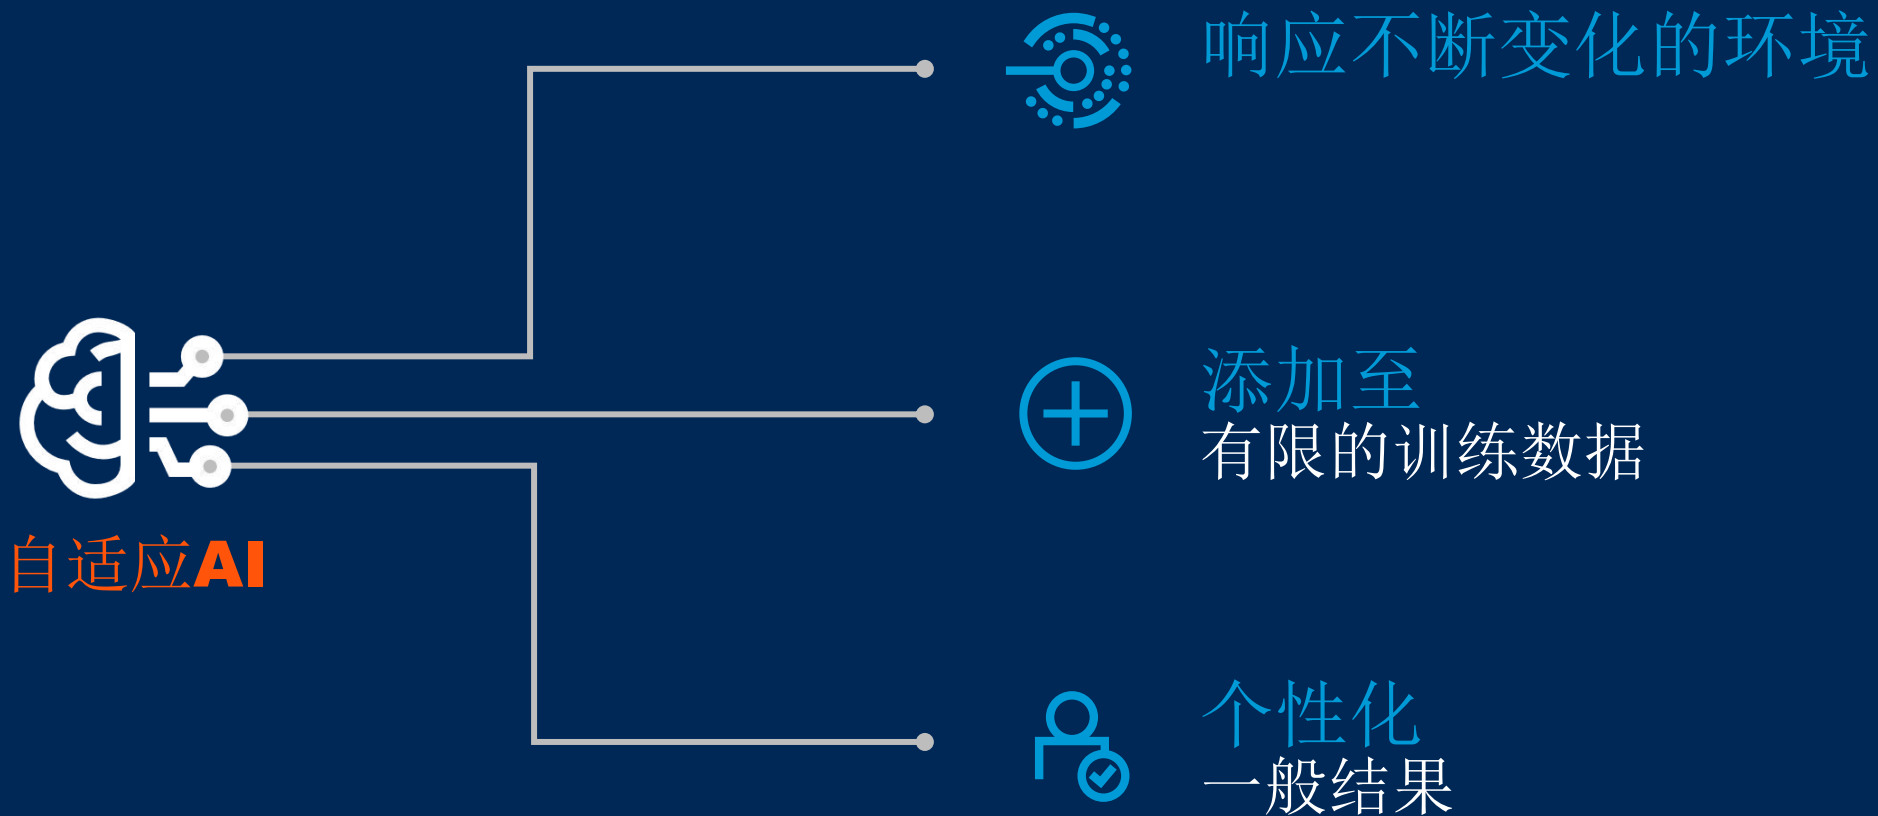 响应不断变化的环境
添加至
有限的训练数据
自适应AI
个性化
一般结果